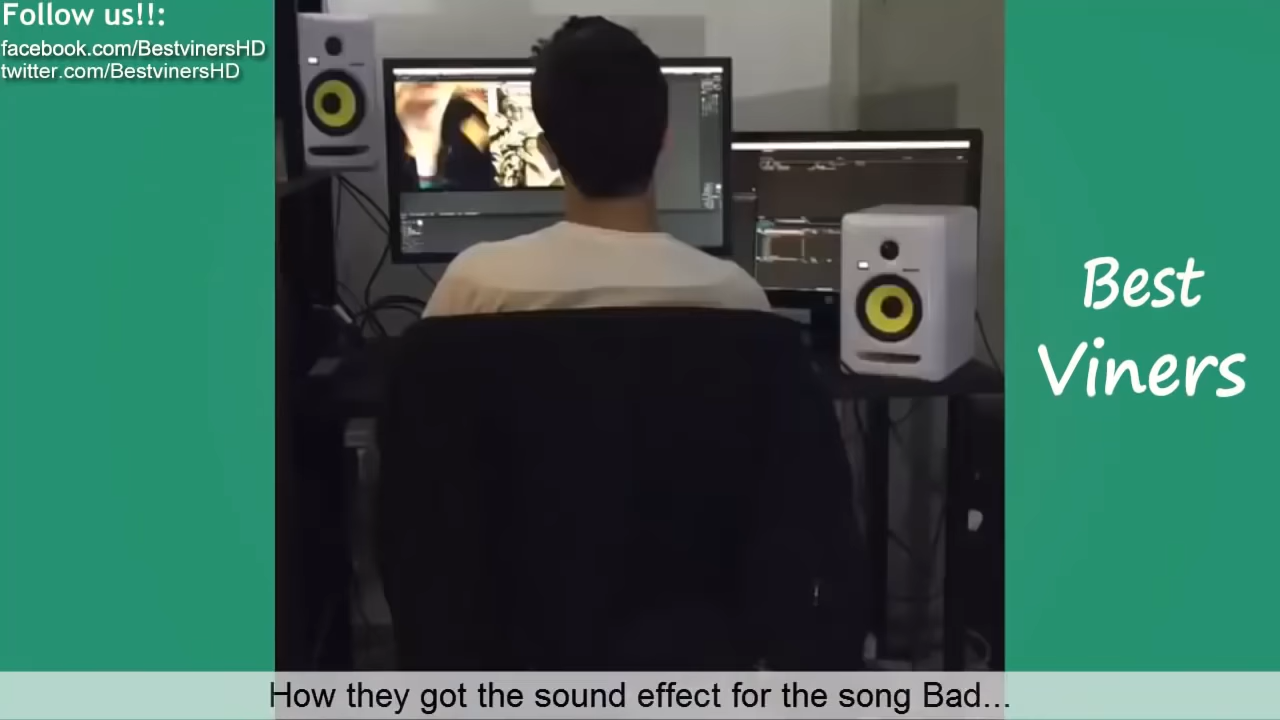 Follow us!!:
facebook.com/BestvinersHD
twitter.com/BestvinersHD
Best
Viners
How they got the sound effect for the song Bad...